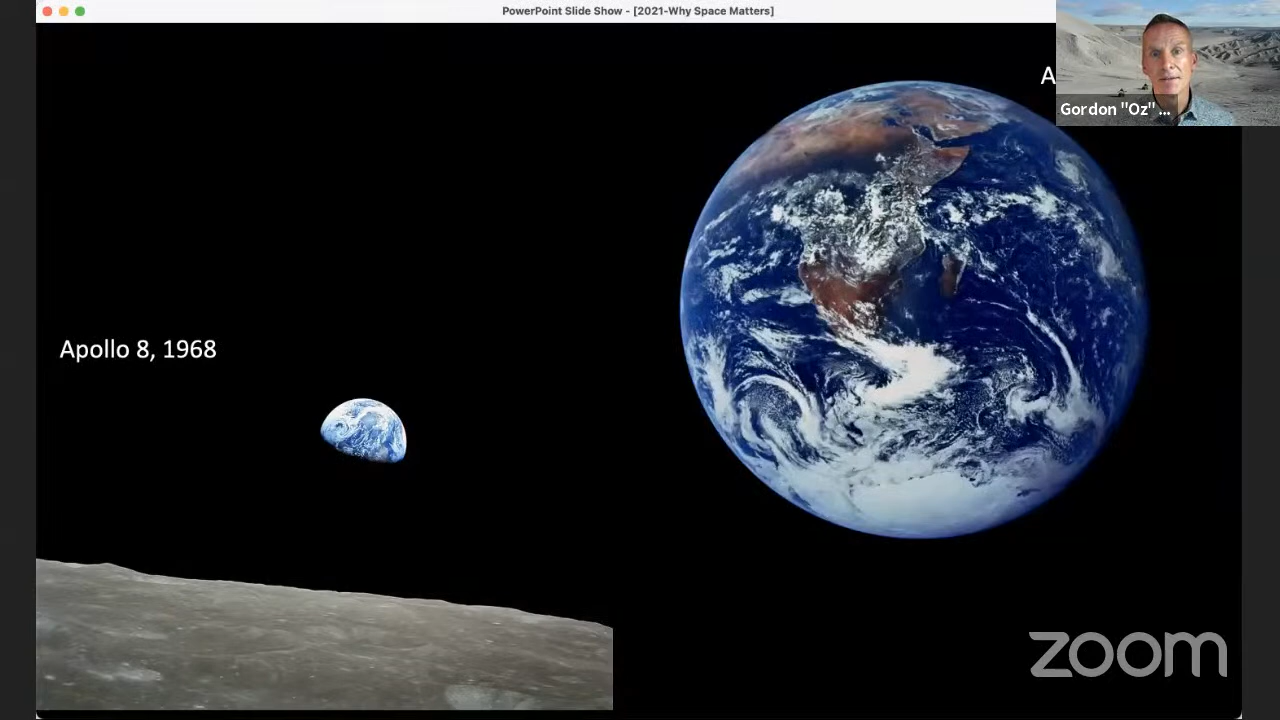 PowerPoint Slide Show - [2021-Why Space Matters]
A
Gordon "Oz" ...
Apollo 8, 1968
zoom